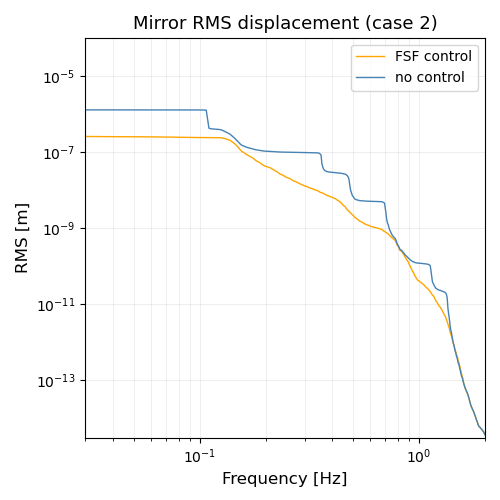 Mirror RMS displacement (case 2)
FSF control
no control
RMS [m]
10⁻⁵
10⁻⁷
10⁻⁹
10⁻¹¹
10⁻¹³
10⁻¹
10⁰
Frequency [Hz]